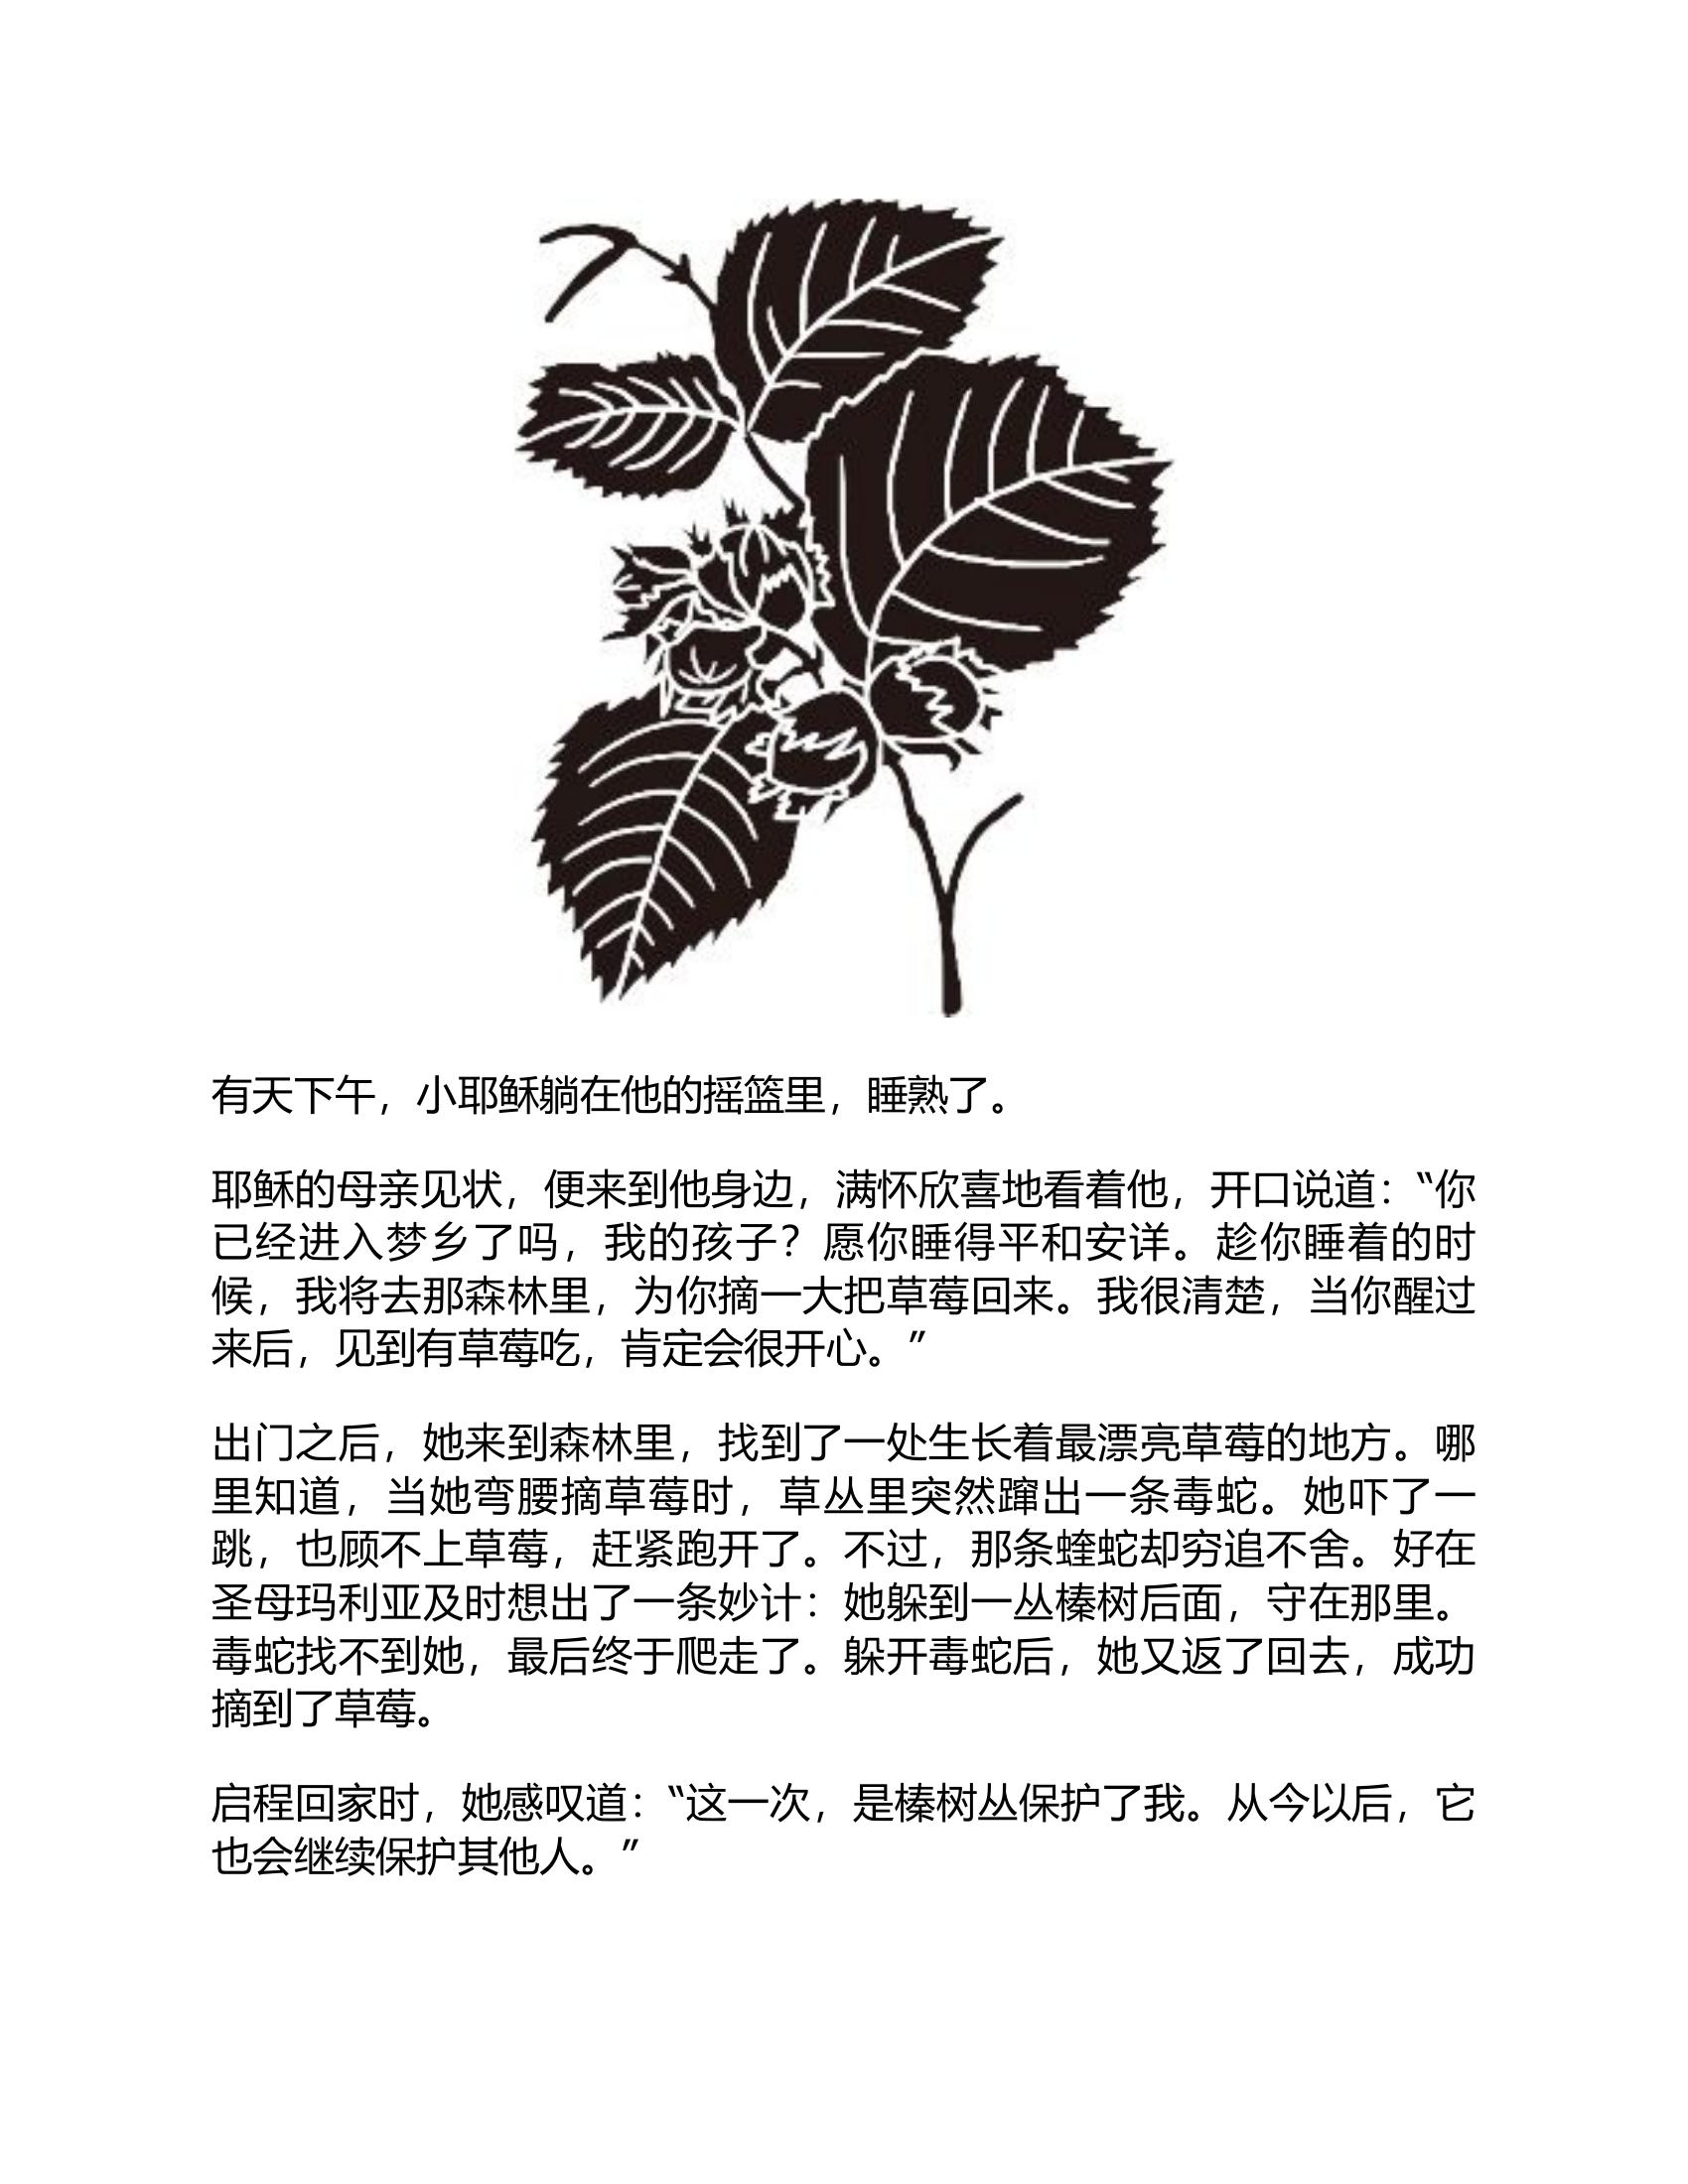 有天下午，小耶稣躺在他的摇篮里，睡熟了。
耶稣的母亲见状，便来到他身边，满怀欣喜地看着他，开口说道：“你
已经进入梦乡了吗，我的孩子？愿你睡得平和安详。趁你睡着的时
候，我将去那森林里，为你摘一大把草莓回来。我很清楚，当你醒过
来后，见到有草莓吃，肯定会很开心。”
出门之后，她来到森林里，找到了一处生长着最漂亮草莓的地方。哪
里知道，当她弯腰摘草莓时，草丛里突然蹿出一条毒蛇。她吓了一
跳，也顾不上草莓，赶紧跑开了。不过，那条蝰蛇却穷追不舍。好在
圣母玛利亚及时想出了一条妙计：她躲到一丛榛树后面，守在那里。
毒蛇找不到她，最后终于爬走了。躲开毒蛇后，她又返了回去，成功
摘到了草莓。
启程回家时，她感叹道：“这一次，是榛树丛保护了我。从今以后，它
也会继续保护其他人。”